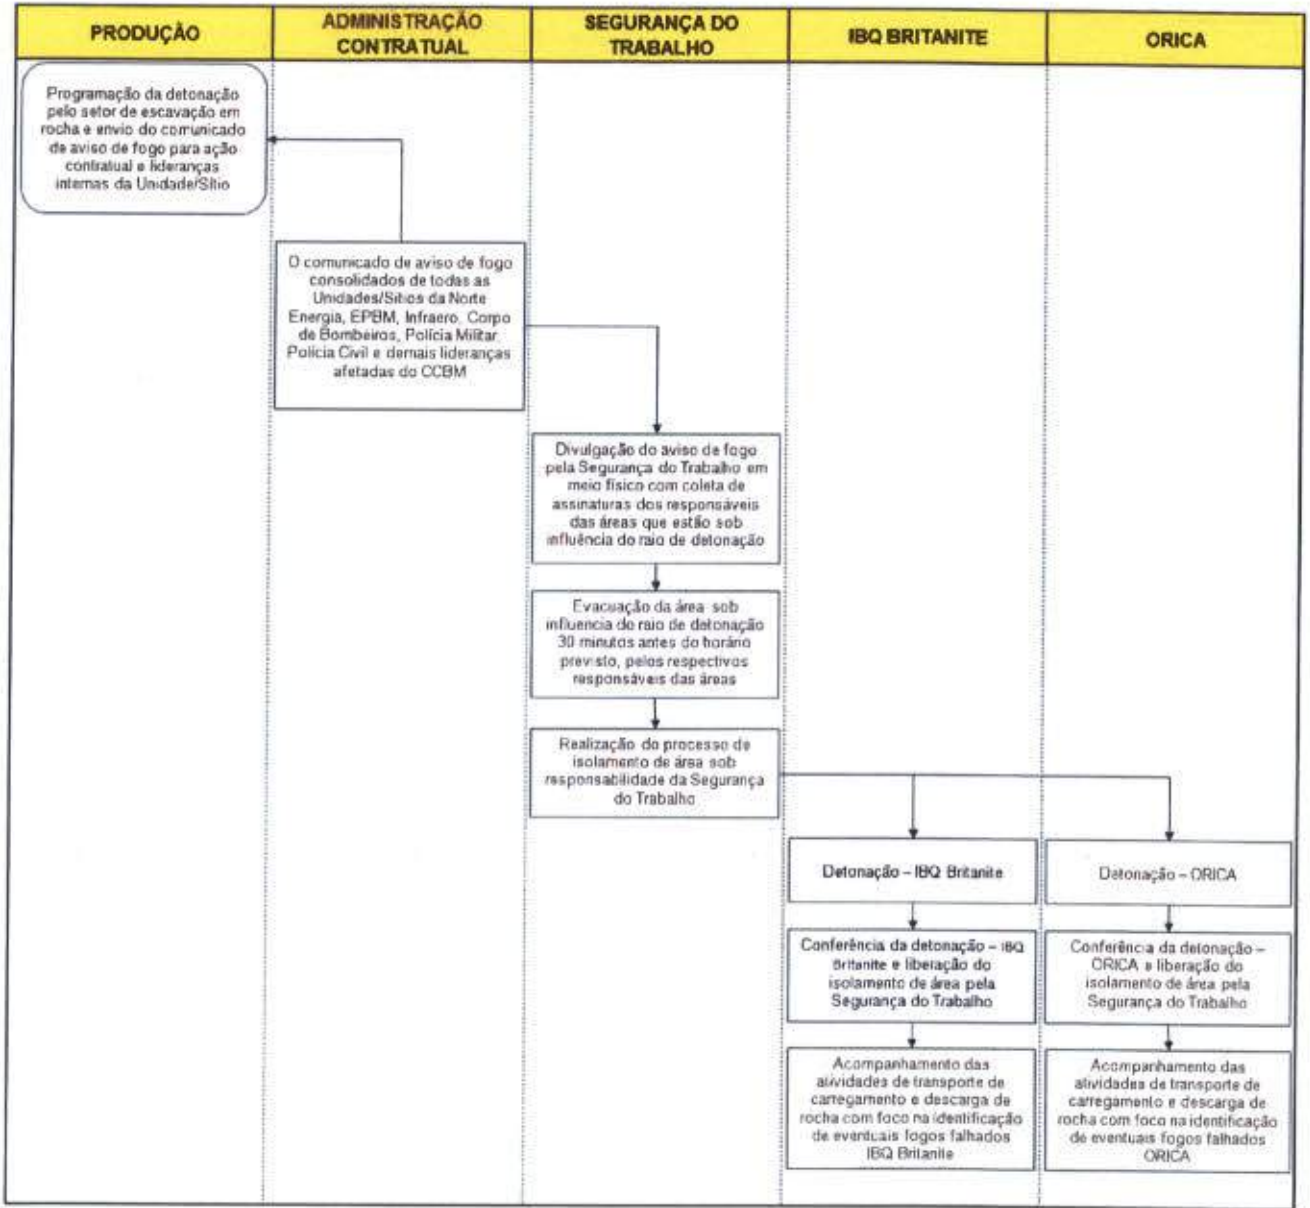 PRODUÇÃO
ADMINISTRAÇÃO
CONTRATUAL
SEGURANÇA DO
TRABALHO
IBQ BRITANITE
ORICA
Programação da detonação
pelo setor de escavação em
rocha e envio do comunicado
de aviso de fogo para ação
contratual e lideranças
internas da Unidade/Sítio
O comunicado de aviso de fogo
consolidados de todas as
Unidades/Sítios da Norte
Energia, EPBM, Infraero, Corpo
de Bombeiros, Polícia Militar,
Polícia Civil e demais lideranças
afetadas do CCBM
Divulgação do aviso de fogo
pela Segurança do Trabalho em
meio físico com coleta de
assinaturas dos responsáveis
das áreas que estão sob
influência do raio de detonação
Evacuação da área sob
influencia do raio de detonação
30 minutos antes do horário
previsto, pelos respectivos
responsáveis das áreas
Realização do processo de
isolamento de área sob
responsabilidade da Segurança
do Trabalho
Detonação – IBQ Britanite
Conferência da detonação – IBQ
Britanite e liberação do
isolamento de área pela
Segurança do Trabalho
Acompanhamento das
atividades de transporte de
carregamento e descarga de
rocha com foco na identificação
de eventuais fogos falhados
IBQ Britanite
Detonação – ORICA
Conferência da detonação –
ORICA e liberação do
isolamento de área pela
Segurança do Trabalho
Acompanhamento das
atividades de transporte de
carregamento e descarga de
rocha com foco na identificação
de eventuais fogos falhados
ORICA